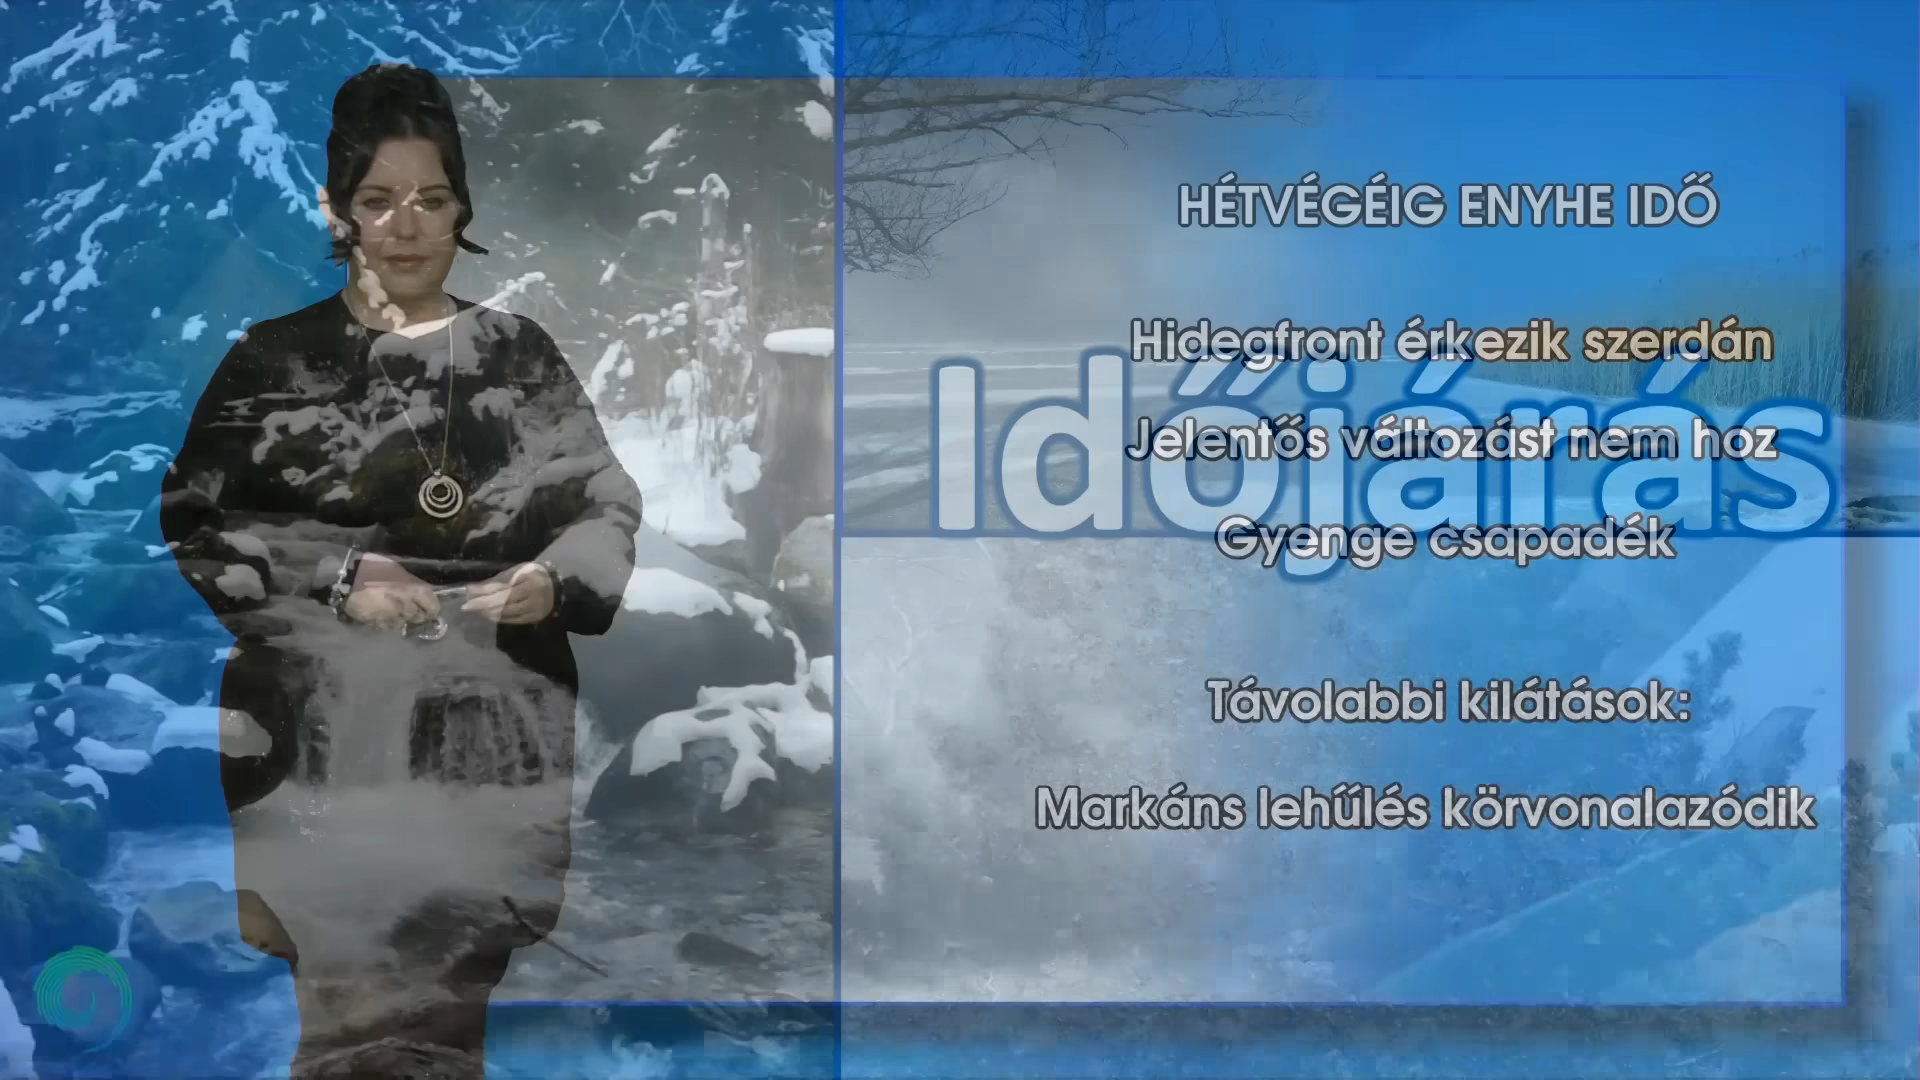 HÉTVÉGÉIG ENYHE IDŐ
Hidegfront érkezik szerdán
Időjárás
Jelentős változást nem hoz
Gyenge csapadék
Távolabbi kilátások:
Markáns lehűlés körvonalazódik